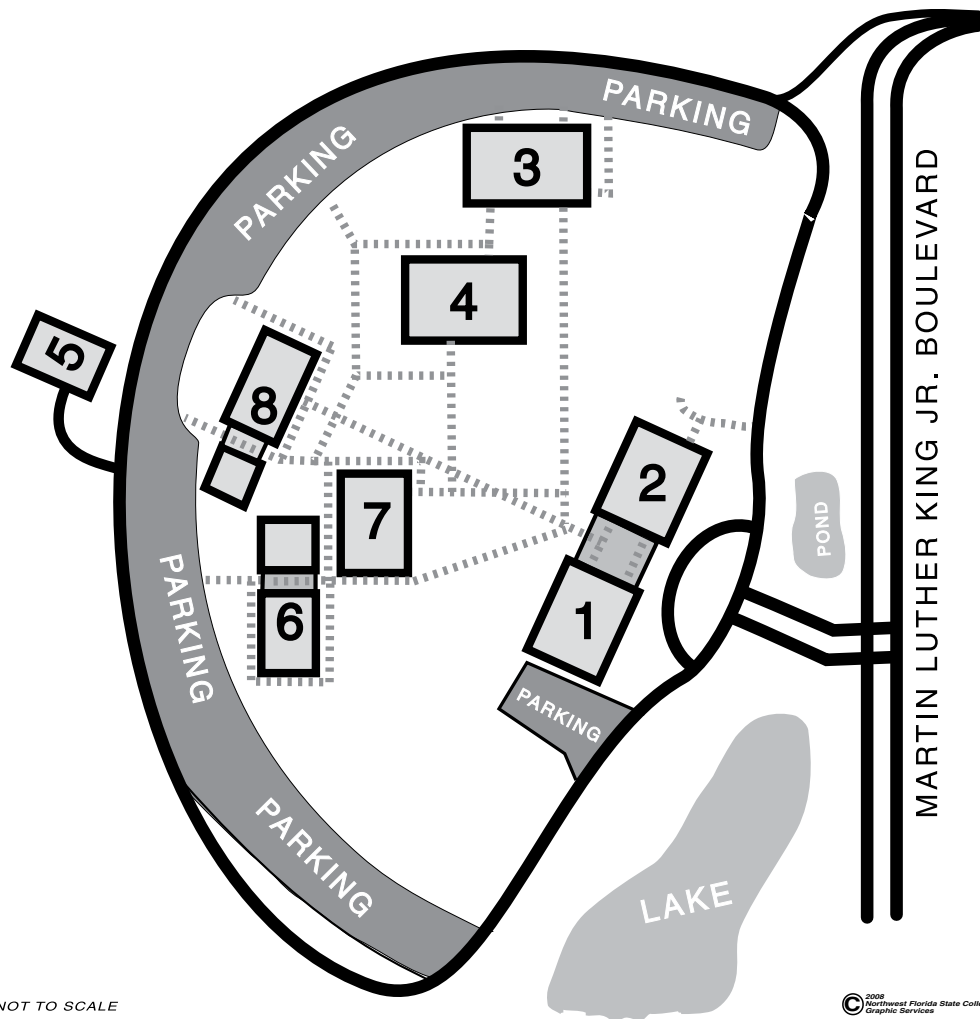 PARKING
PARKING
3
4
5
8
2
7
POND
6
1
PARKING
PARKING
PARKING
LAKE
MARTIN LUTHER KING JR. BOULEVARD
NOT TO SCALE
© 2008
Northwest Florida State Coll
Graphic Services